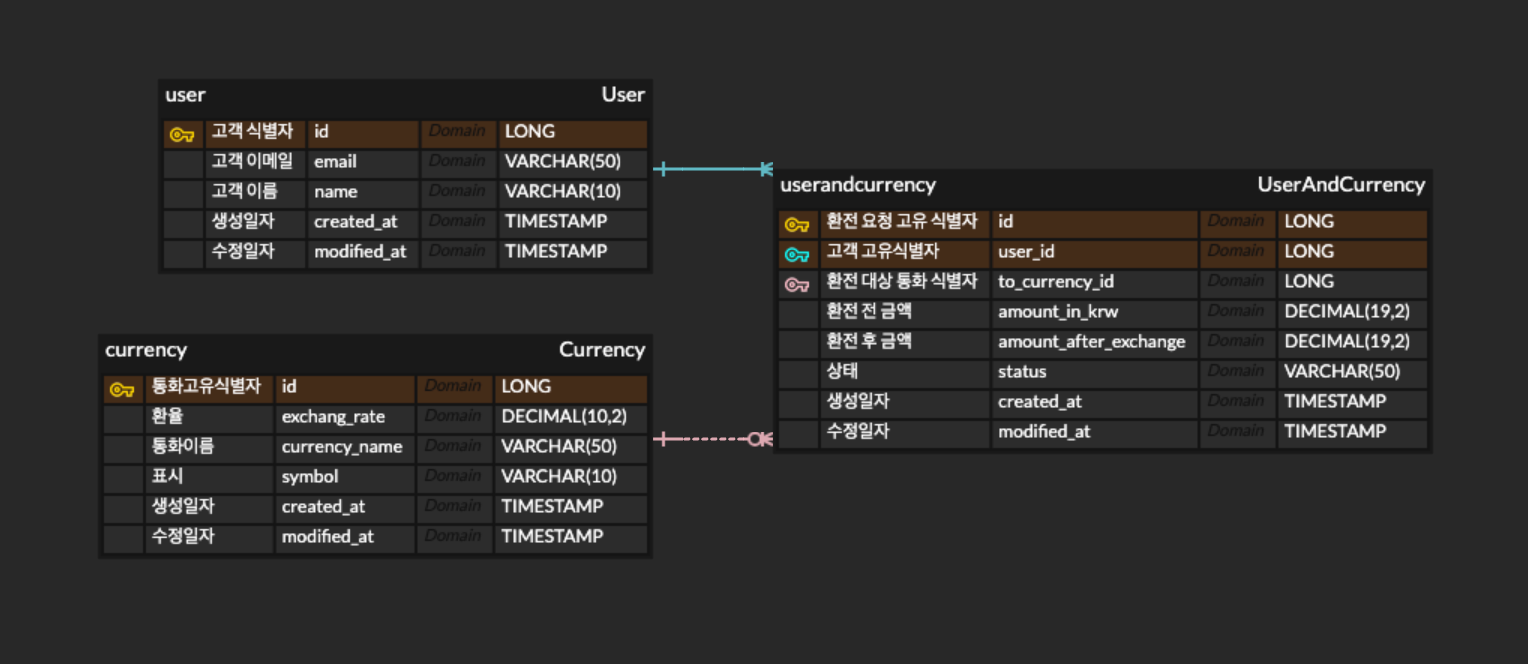 user User
고객 식별자 id Domain LONG
고객 이메일 email Domain VARCHAR(50)
고객 이름 name Domain VARCHAR(10)
생성일자 created_at Domain TIMESTAMP
수정일자 modified_at Domain TIMESTAMP
userandcurrency UserAndCurrency
환전 요청 고유 식별자 id Domain LONG
고객 고유식별자 user_id Domain LONG
환전 대상 통화 식별자 to_currency_id Domain LONG
환전 전 금액 amount_in_krw Domain DECIMAL(19,2)
환전 후 금액 amount_after_exchange Domain DECIMAL(19,2)
상태 status Domain VARCHAR(50)
생성일자 created_at Domain TIMESTAMP
수정일자 modified_at Domain TIMESTAMP
currency Currency
통화고유식별자 id Domain LONG
환율 exchang_rate Domain DECIMAL(10,2)
통화이름 currency_name Domain VARCHAR(50)
표시 symbol Domain VARCHAR(10)
생성일자 created_at Domain TIMESTAMP
수정일자 modified_at Domain TIMESTAMP